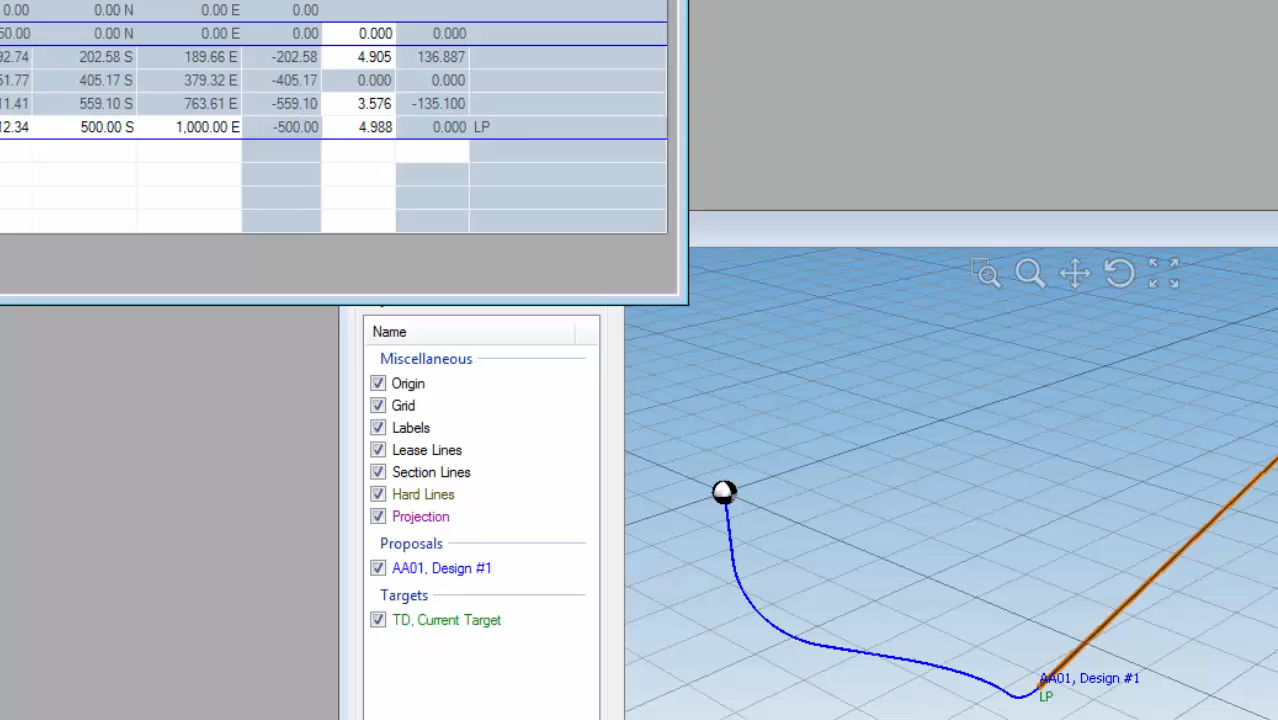 0.00 0.00 N 0.00 E 0.00
50.00 0.00 N 0.00 E 0.00 0.000 0.000
92.74 202.58 S 189.66 E -202.58 4.905 136.887
51.77 405.17 S 379.32 E -405.17 0.000 0.000
11.41 559.10 S 763.61 E -559.10 3.576 -135.100
12.34 500.00 S 1,000.00 E -500.00 4.988 0.000 LP
Name
Miscellaneous
Origin
Grid
Labels
Lease Lines
Section Lines
Hard Lines
Projection
Proposals
AA01, Design #1
Targets
TD, Current Target
AA01, Design #1
LP